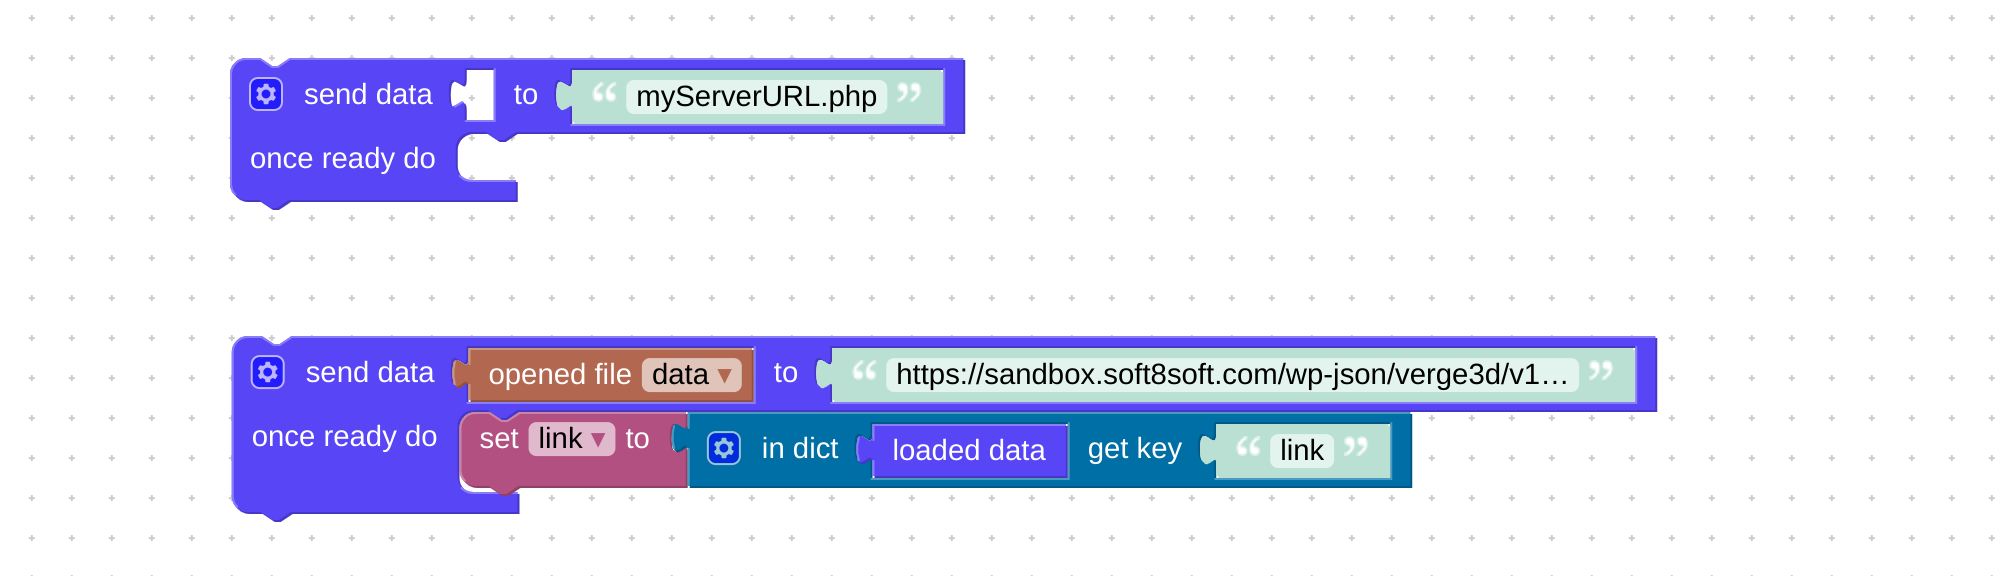 send data to “ myServerURL.php ”
once ready do
send data opened file data ▾ to “ https://sandbox.soft8soft.com/wp-json/verge3d/v1… ”
once ready do set link ▾ to in dict loaded data get key “ link ”